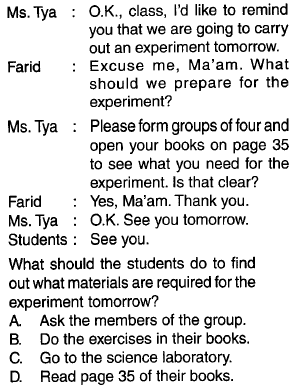 Ms. Tya : O.K., class, I'd like to remind
you that we are going to carry
out an experiment tomorrow.
Farid : Excuse me, Ma'am. What
should we prepare for the
experiment?
Ms. Tya : Please form groups of four and
open your books on page 35
to see what you need for the
experiment. Is that clear?
Farid : Yes, Ma'am. Thank you.
Ms. Tya : O.K. See you tomorrow.
Students : See you.
What should the students do to find
out what materials are required for the
experiment tomorrow?
A. Ask the members of the group.
B. Do the exercises in their books.
C. Go to the science laboratory.
D. Read page 35 of their books.